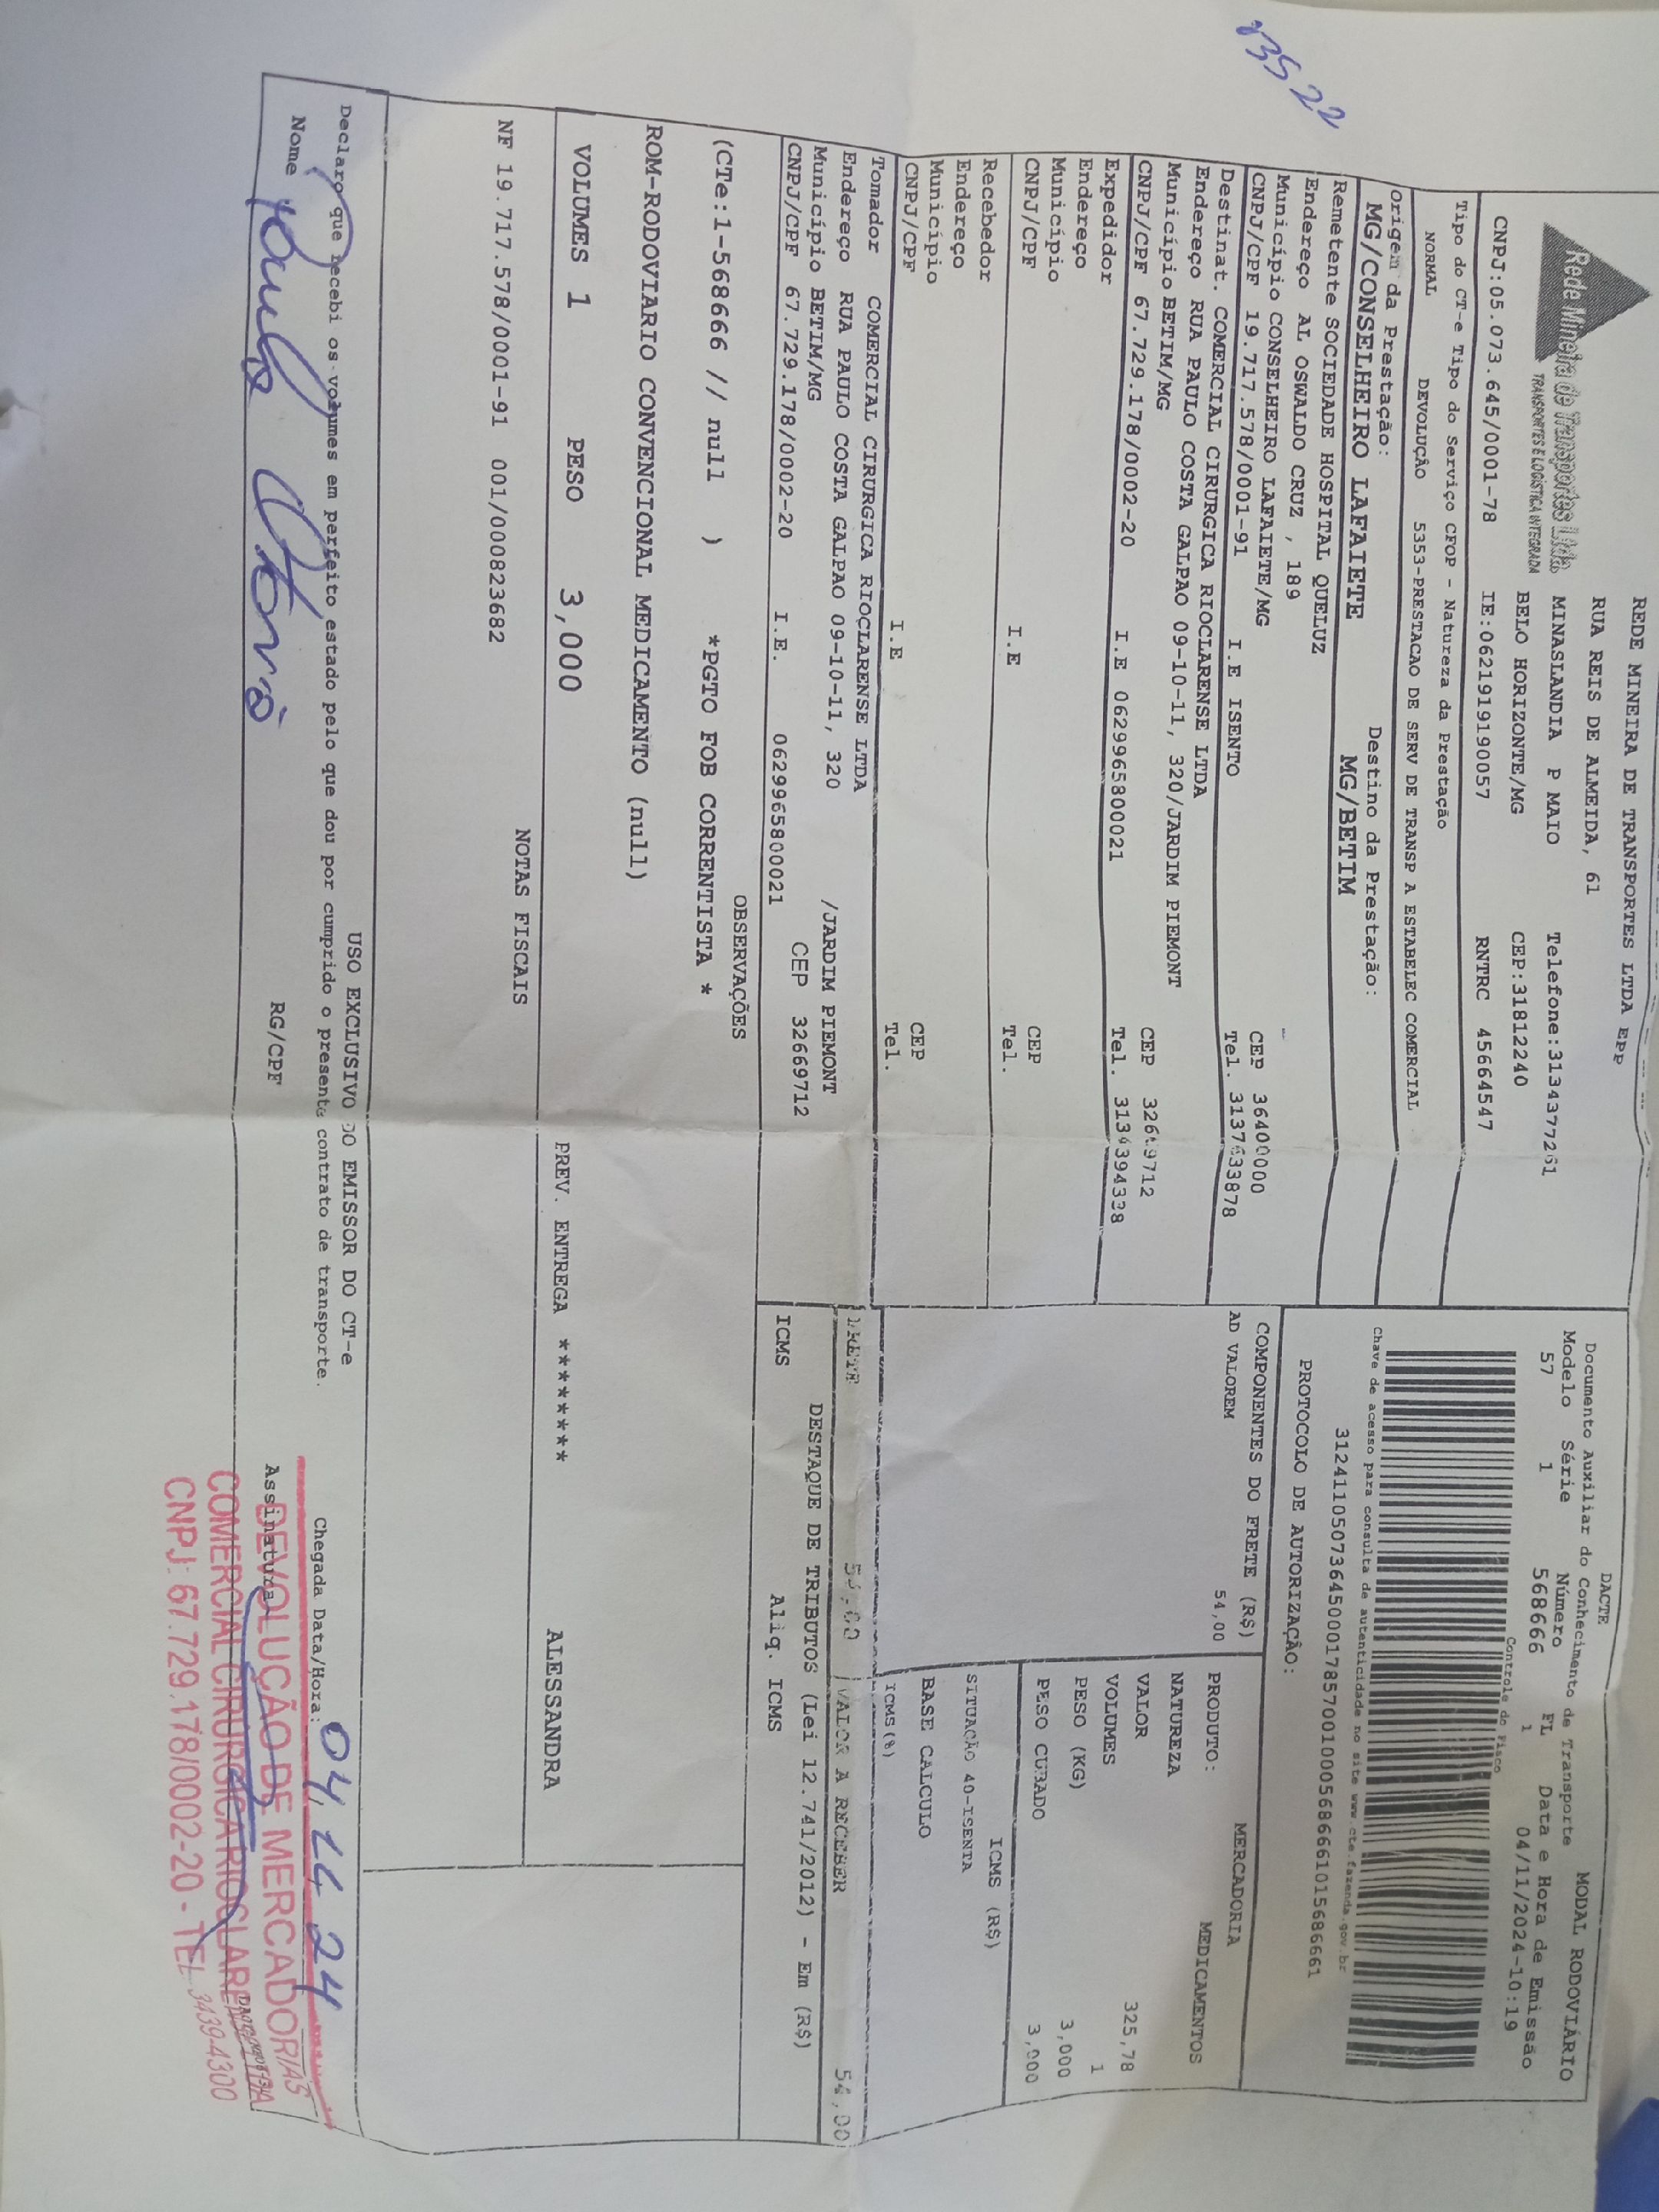 83522
Rede Mineira de Transportes Ltda
TRANSPORTES E LOGÍSTICA INTEGRADA
REDE MINEIRA DE TRANSPORTES LTDA EPP
RUA REIS DE ALMEIDA, 61
MINASLANDIA P MAIO Telefone:3134377261
BELO HORIZONTE/MG CEP:31812240
CNPJ:05.073.645/0001-78 IE:0621919190057 RNTRC 45664547
Tipo do CT-e Tipo do Serviço CFOP - Natureza da Prestação
NORMAL DEVOLUÇÃO 5353-PRESTACAO DE SERV DE TRANSP A ESTABELEC COMERCIAL
Origem da Prestação: Destino da Prestação:
MG/CONSELHEIRO LAFAIETE MG/BETIM
Remetente SOCIEDADE HOSPITAL QUELUZ
Endereço AL OSWALDO CRUZ , 189
Município CONSELHEIRO LAFAIETE/MG CEP 36400000
CNPJ/CPF 19.717.578/0001-91 I.E ISENTO Tel. 3137633878
Destinat. COMERCIAL CIRURGICA RIOCLARENSE LTDA
Endereço RUA PAULO COSTA GALPAO 09-10-11, 320/JARDIM PIEMONT
Município BETIM/MG CEP 32669712
CNPJ/CPF 67.729.178/0002-20 I.E 0629965800021 Tel. 3134394338
Expedidor
Endereço
Município CEP
CNPJ/CPF I.E Tel.
Recebedor
Endereço
Município CEP
CNPJ/CPF I.E Tel.
Tomador COMERCIAL CIRURGICA RIOCLARENSE LTDA
Endereço RUA PAULO COSTA GALPAO 09-10-11, 320 /JARDIM PIEMONT
Município BETIM/MG CEP 32669712
CNPJ/CPF 67.729.178/0002-20 I.E. 0629965800021
DACTE
Documento Auxiliar do Conhecimento de Transporte MODAL RODOVIÁRIO
Modelo Série Número FL Data e Hora de Emissão
57 1 568666 1 04/11/2024-10:19
Controle do Fisco
Chave de acesso para consulta de autenticidade no site www.cte.fazenda.gov.br
31241105073645000178570010005686661015686661
PROTOCOLO DE AUTORIZAÇÃO:
COMPONENTES DO FRETE (R$)
AD VALOREM 54,00
MERCADORIA
PRODUTO: MEDICAMENTOS
NATUREZA
VALOR 325,78
VOLUMES 1
PESO (KG) 3,000
PESO CUBADO 3,000
ICMS (R$)
SITUAÇÃO 40-ISENTA
BASE CALCULO
ICMS(%)
FRETE 54,00 VALOR A RECEBER 54,00
DESTAQUE DE TRIBUTOS (Lei 12.741/2012) - Em (R$)
ICMS Aliq. ICMS
OBSERVAÇÕES
(CTe:1-568666 // null ) *PGTO FOB CORRENTISTA *
ROM-RODOVIARIO CONVENCIONAL MEDICAMENTO (null)
VOLUMES 1 PESO 3,000 PREV. ENTREGA ******** ALESSANDRA
NOTAS FISCAIS
NF 19.717.578/0001-91 001/000823682
USO EXCLUSIVO DO EMISSOR DO CT-e
Declaro que recebi os volumes em perfeito estado pelo que dou por cumprido o presente contrato de transporte.
Chegada Data/Hora: 04 11 24
Nome RG/CPF Assinatura
DEVOLUÇÃO DE MERCADORIAS
COMERCIAL CIRURGICA RIOCLARENSE LTDA
CNPJ: 67.729.178/0002-20 - TEL 3439-4300